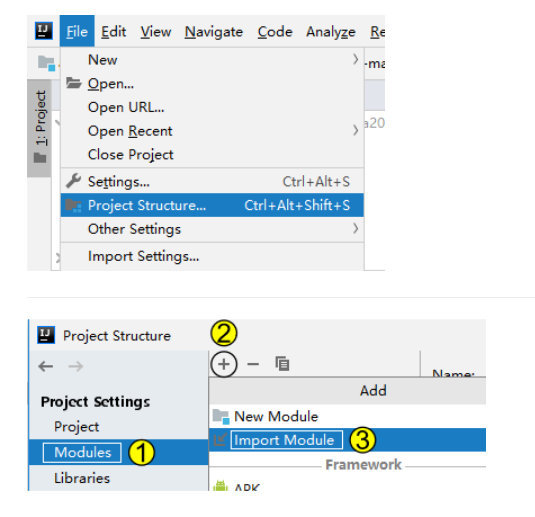 IJ File Edit View Navigate Code Analyze Re
New -ma
Open...
Open URL...
1: Project
Open Recent a20
Close Project
Settings... Ctrl+Alt+S
Project Structure... Ctrl+Alt+Shift+S
Other Settings
Import Settings...
IJ Project Structure 2
Name:
Add
Project Settings
New Module
Project
Import Module 3
Modules 1
Framework
Libraries
APK